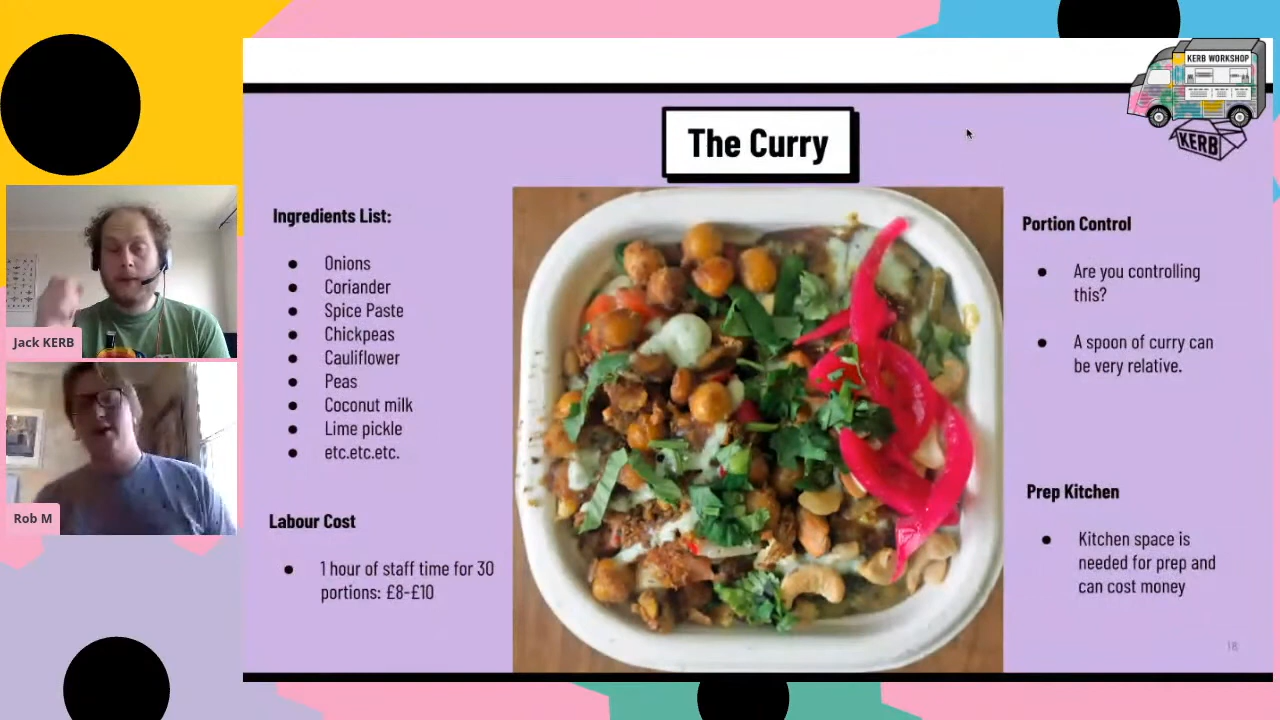 KERB WORKSHOP
KERB
The Curry
Ingredients List:
● Onions
● Coriander
● Spice Paste
● Chickpeas
● Cauliflower
● Peas
● Coconut milk
● Lime pickle
● etc.etc.etc.
Labour Cost
● 1 hour of staff time for 30
portions: £8-£10
Portion Control
● Are you controlling
this?
● A spoon of curry can
be very relative.
Prep Kitchen
● Kitchen space is
needed for prep and
can cost money
18
Jack KERB
Rob M